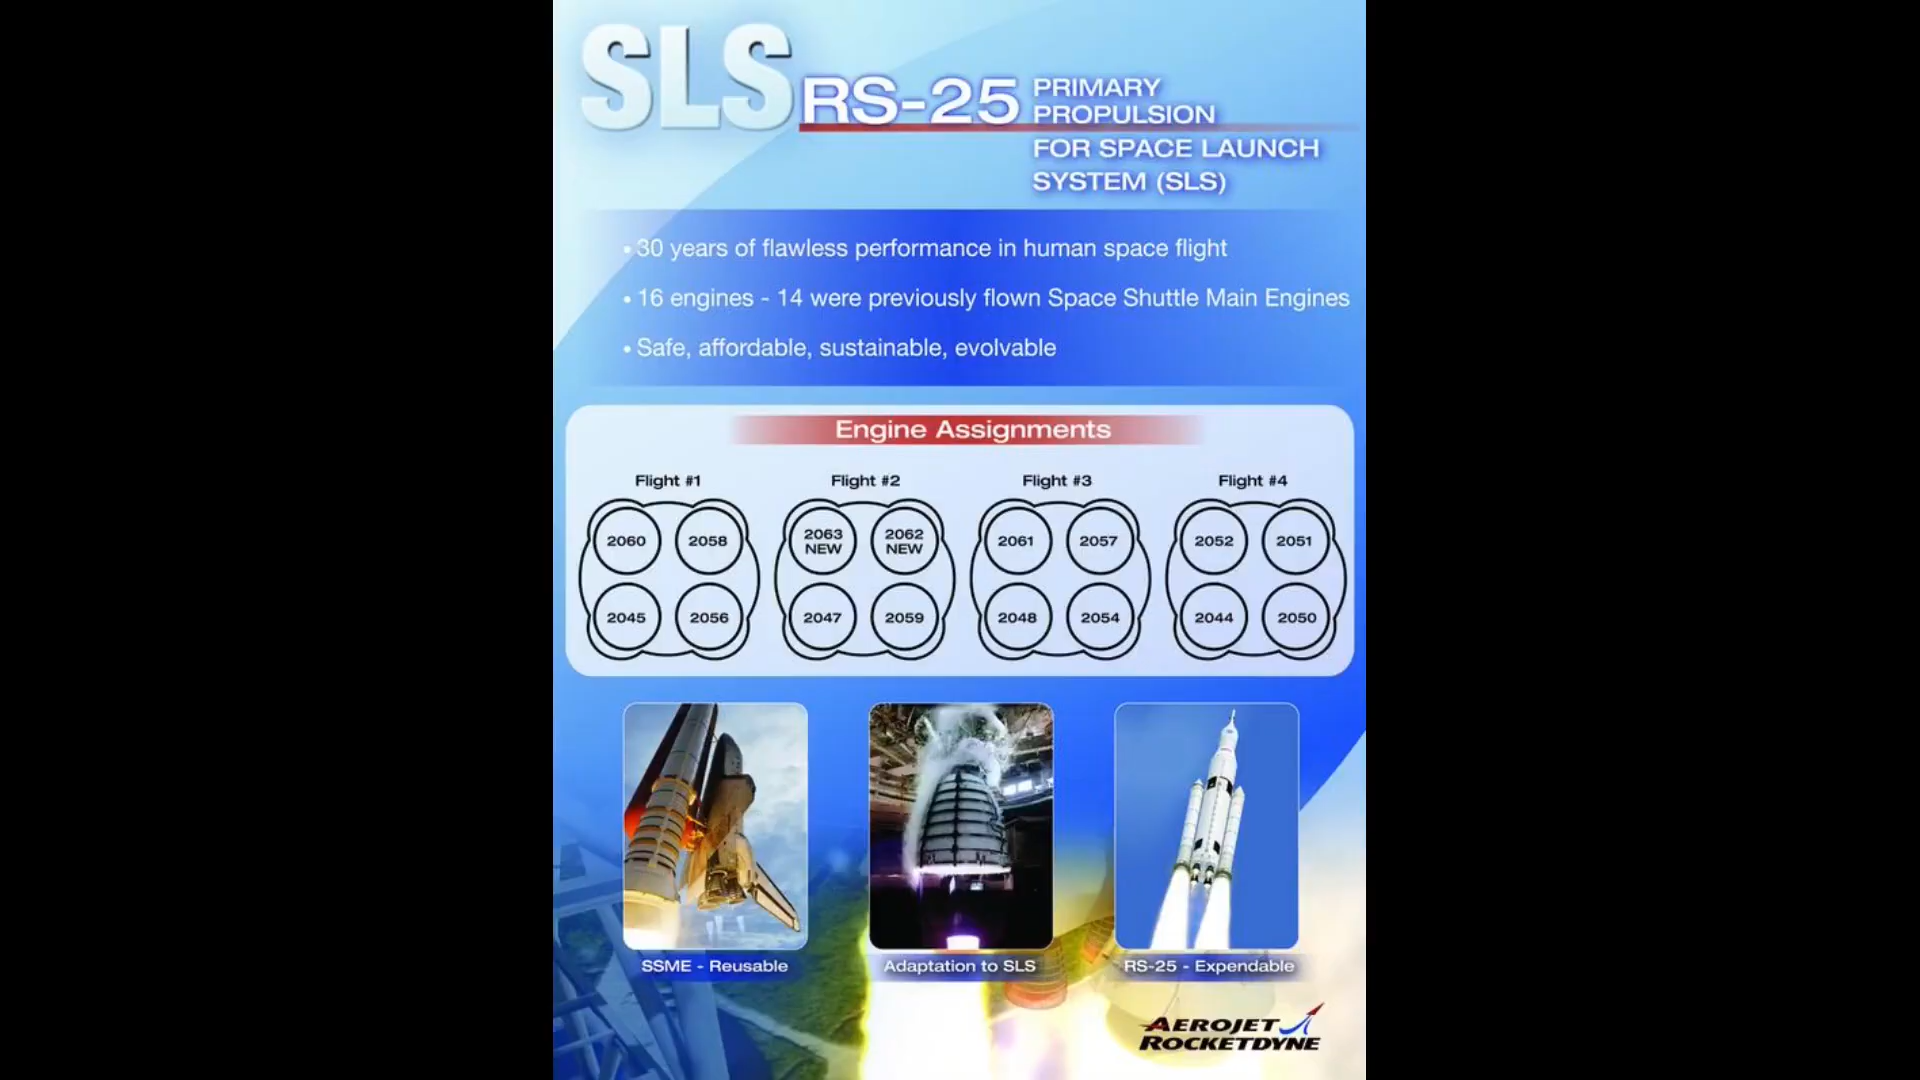 SLS RS-25 PRIMARY
PROPULSION
FOR SPACE LAUNCH
SYSTEM (SLS)
• 30 years of flawless performance in human space flight
• 16 engines - 14 were previously flown Space Shuttle Main Engines
• Safe, affordable, sustainable, evolvable
Engine Assignments
Flight #1
2060 2058
2045 2056
Flight #2
2063 NEW 2062 NEW
2047 2059
Flight #3
2061 2057
2048 2054
Flight #4
2052 2051
2044 2050
SSME - Reusable
Adaptation to SLS
RS-25 - Expendable
AEROJET
ROCKETDYNE